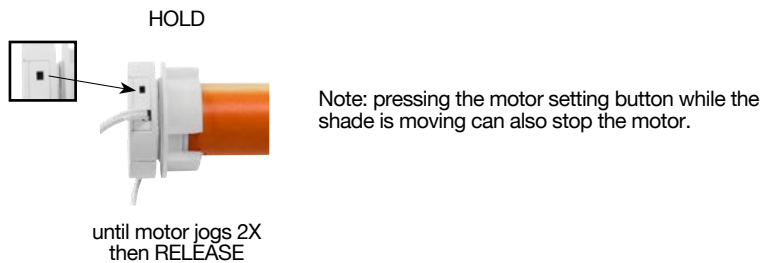 HOLD
Note: pressing the motor setting button while the
shade is moving can also stop the motor.
until motor jogs 2X
then RELEASE